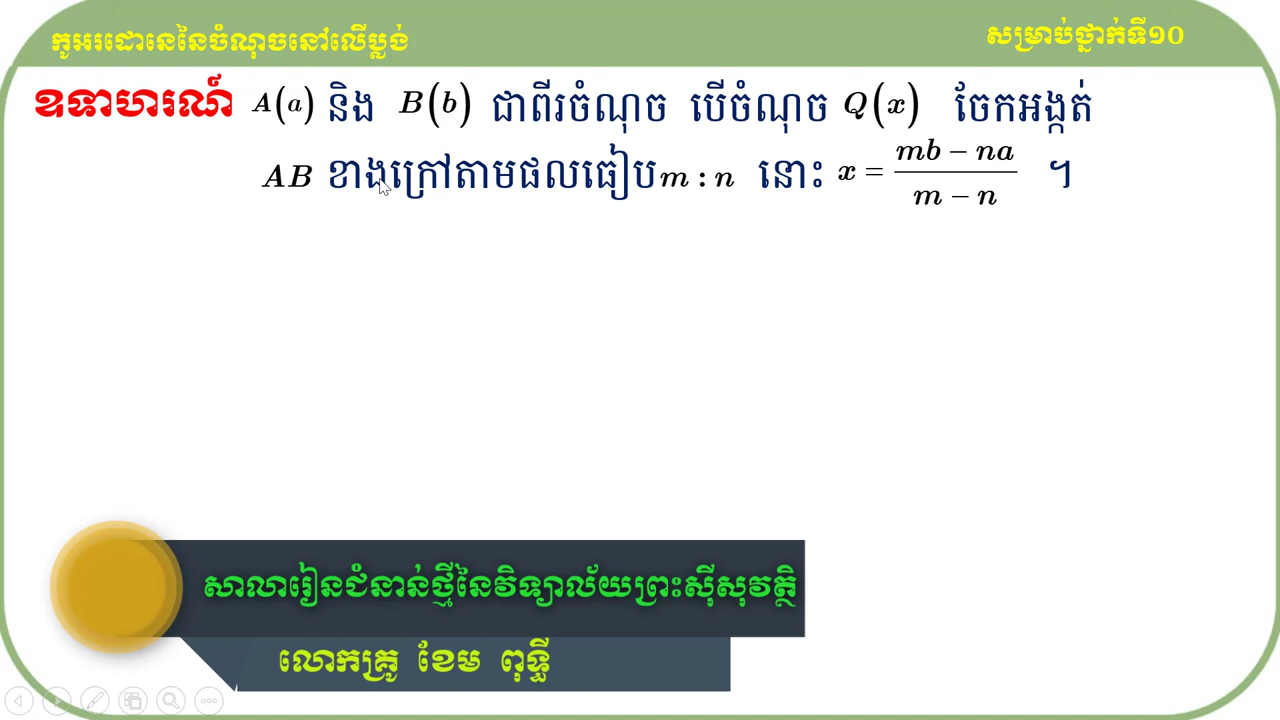 កូអរដោនេនៃចំណុចនៅលើប្លង់
សម្រាប់ថ្នាក់ទី១០
ឧទាហរណ៍ A(a) និង B(b) ជាពីរចំណុច បើចំណុច Q(x) ចែកអង្កត់
AB ខាងក្រៅតាមផលធៀប m : n នោះ x = (mb − na)/(m − n) ។
សាលារៀនជំនាន់ថ្មីនៃវិទ្យាល័យព្រះស៊ីសុវត្ថិ
លោកគ្រូ ខែម ពុទ្ធី